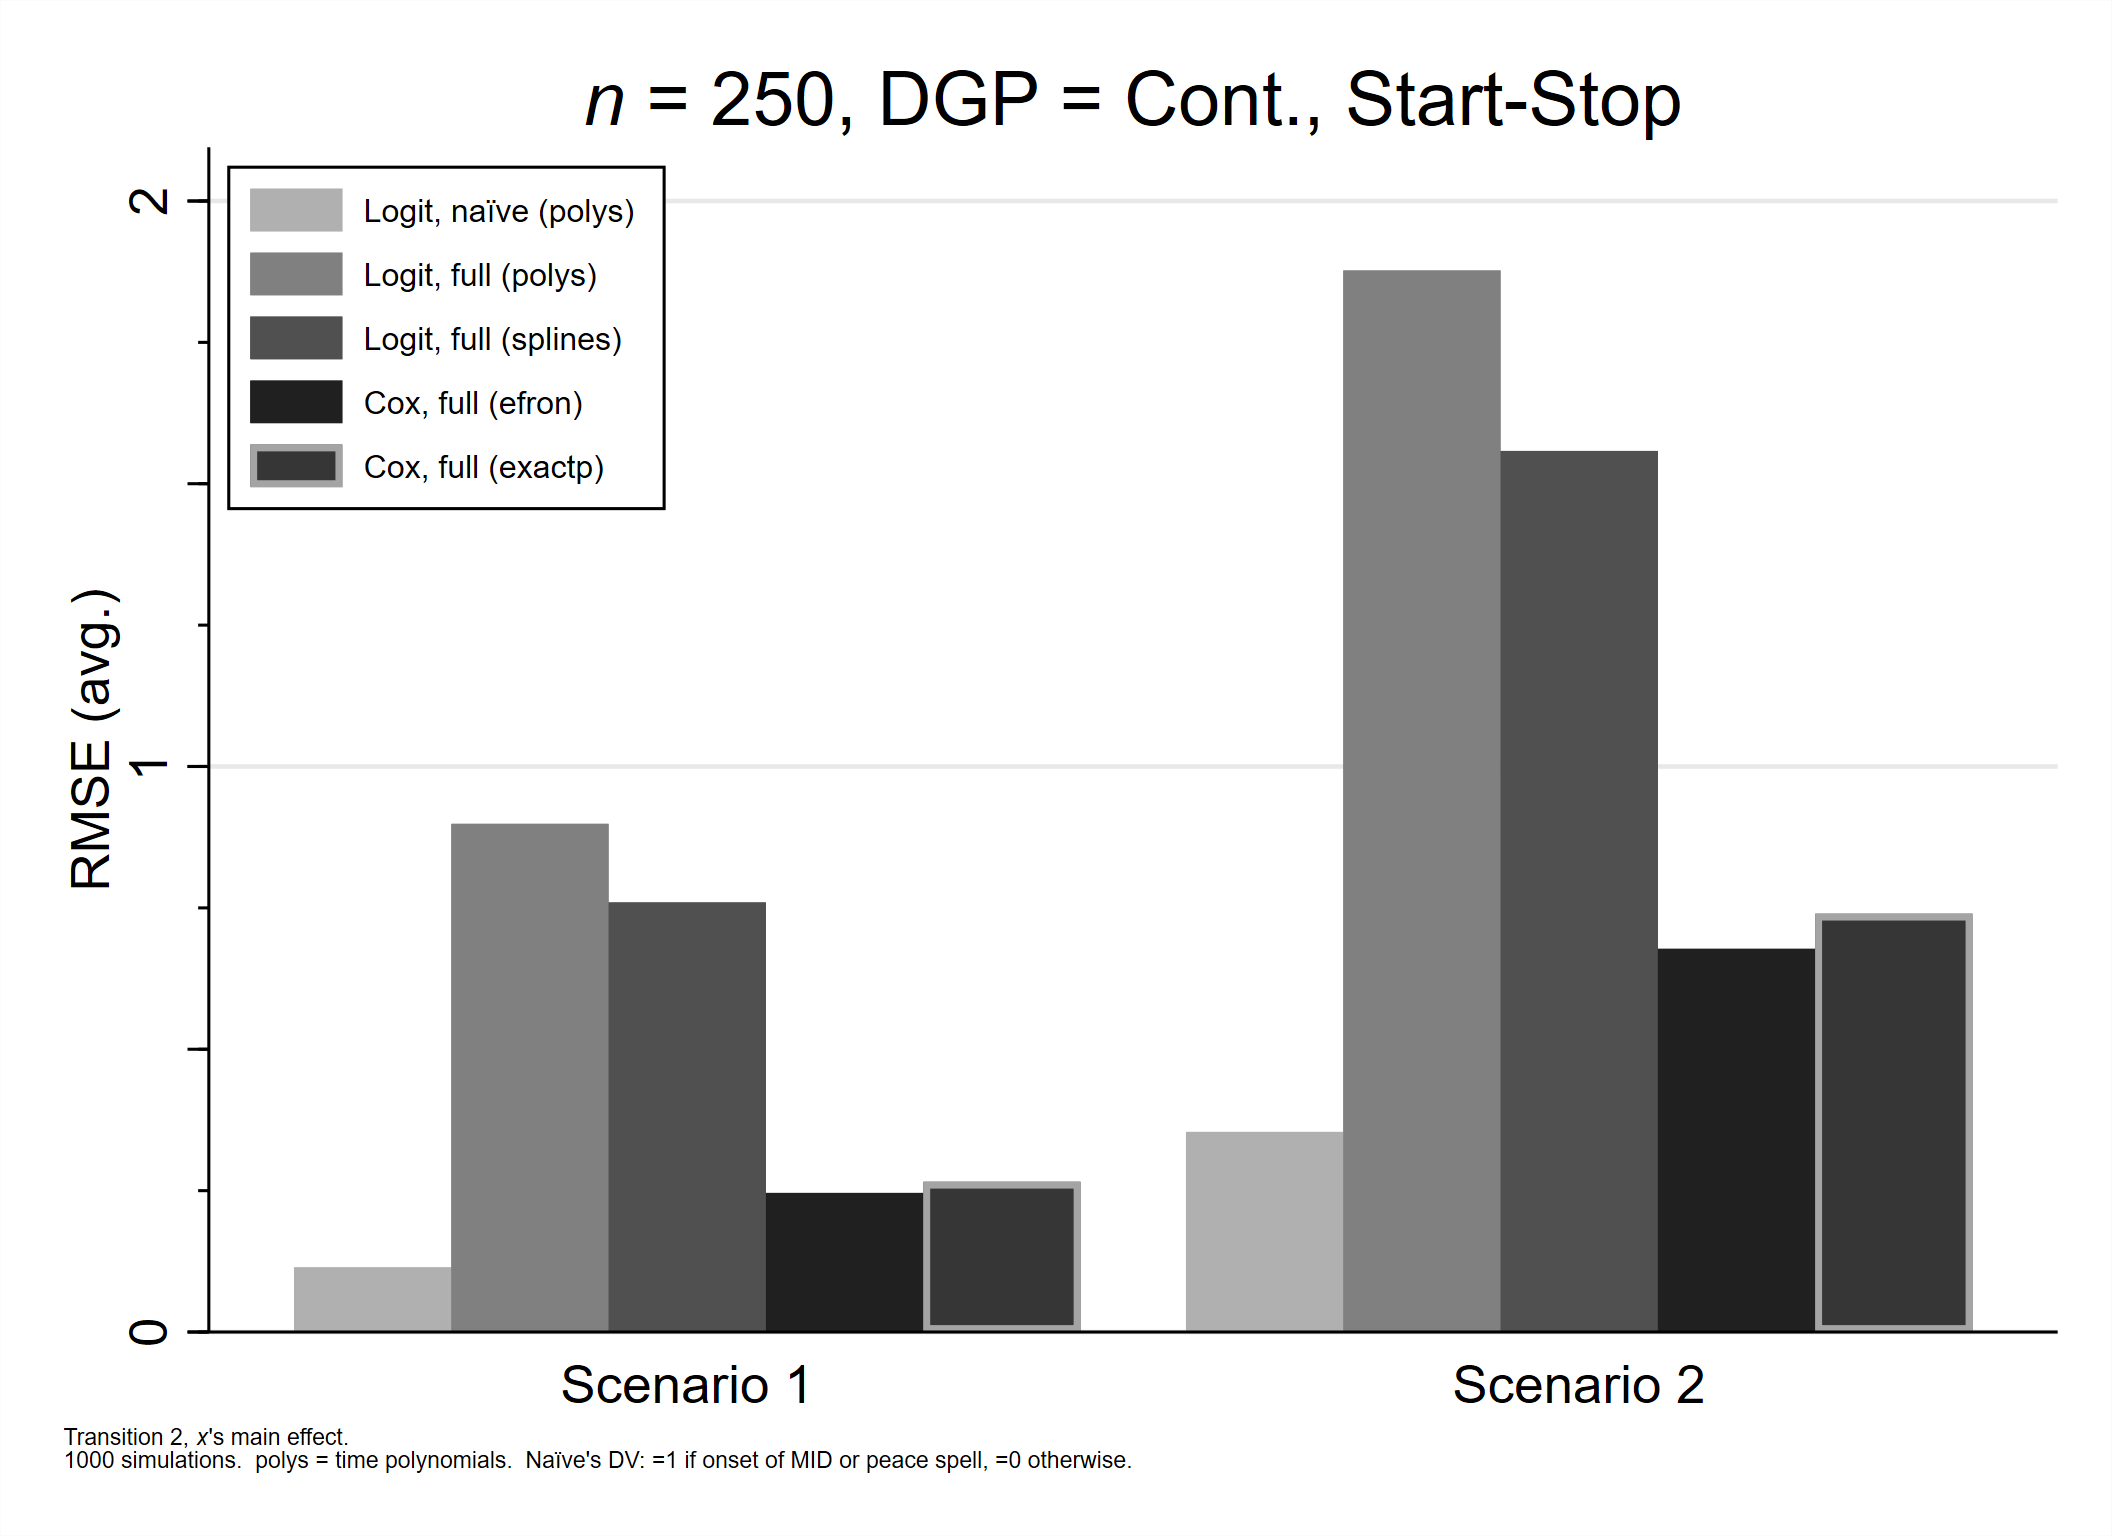 n = 250, DGP = Cont., Start-Stop
Logit, naïve (polys)
Logit, full (polys)
Logit, full (splines)
Cox, full (efron)
Cox, full (exactp)
RMSE (avg.)
2
1
0
Scenario 1
Scenario 2
Transition 2, x's main effect.
1000 simulations.  polys = time polynomials.  Naïve's DV: =1 if onset of MID or peace spell, =0 otherwise.